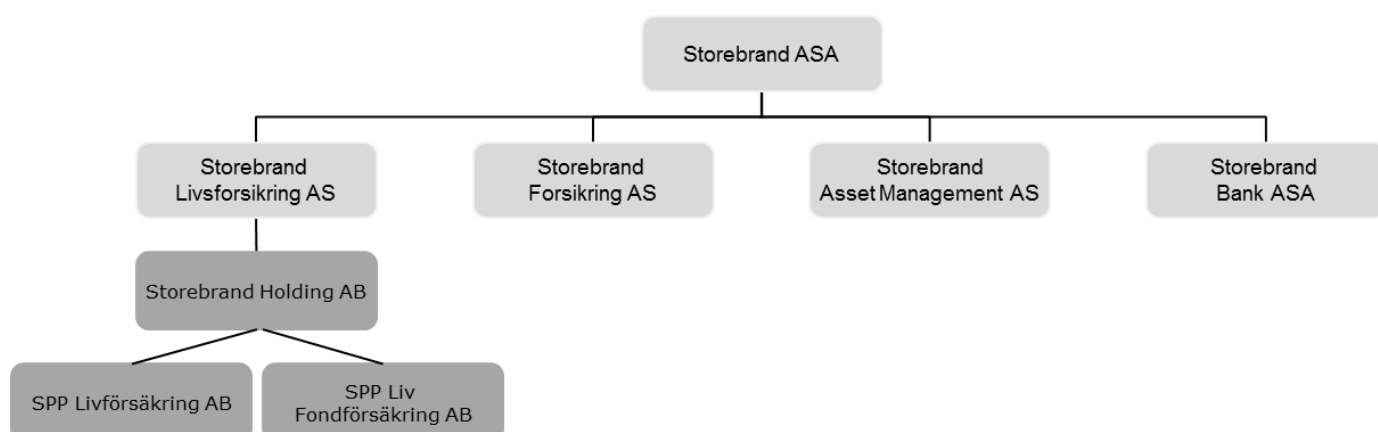 Storebrand ASA
Storebrand
Livsforsikring AS
Storebrand
Forsikring AS
Storebrand
Asset Management AS
Storebrand
Bank ASA
Storebrand Holding AB
SPP Livförsäkring AB
SPP Liv
Fondförsäkring AB